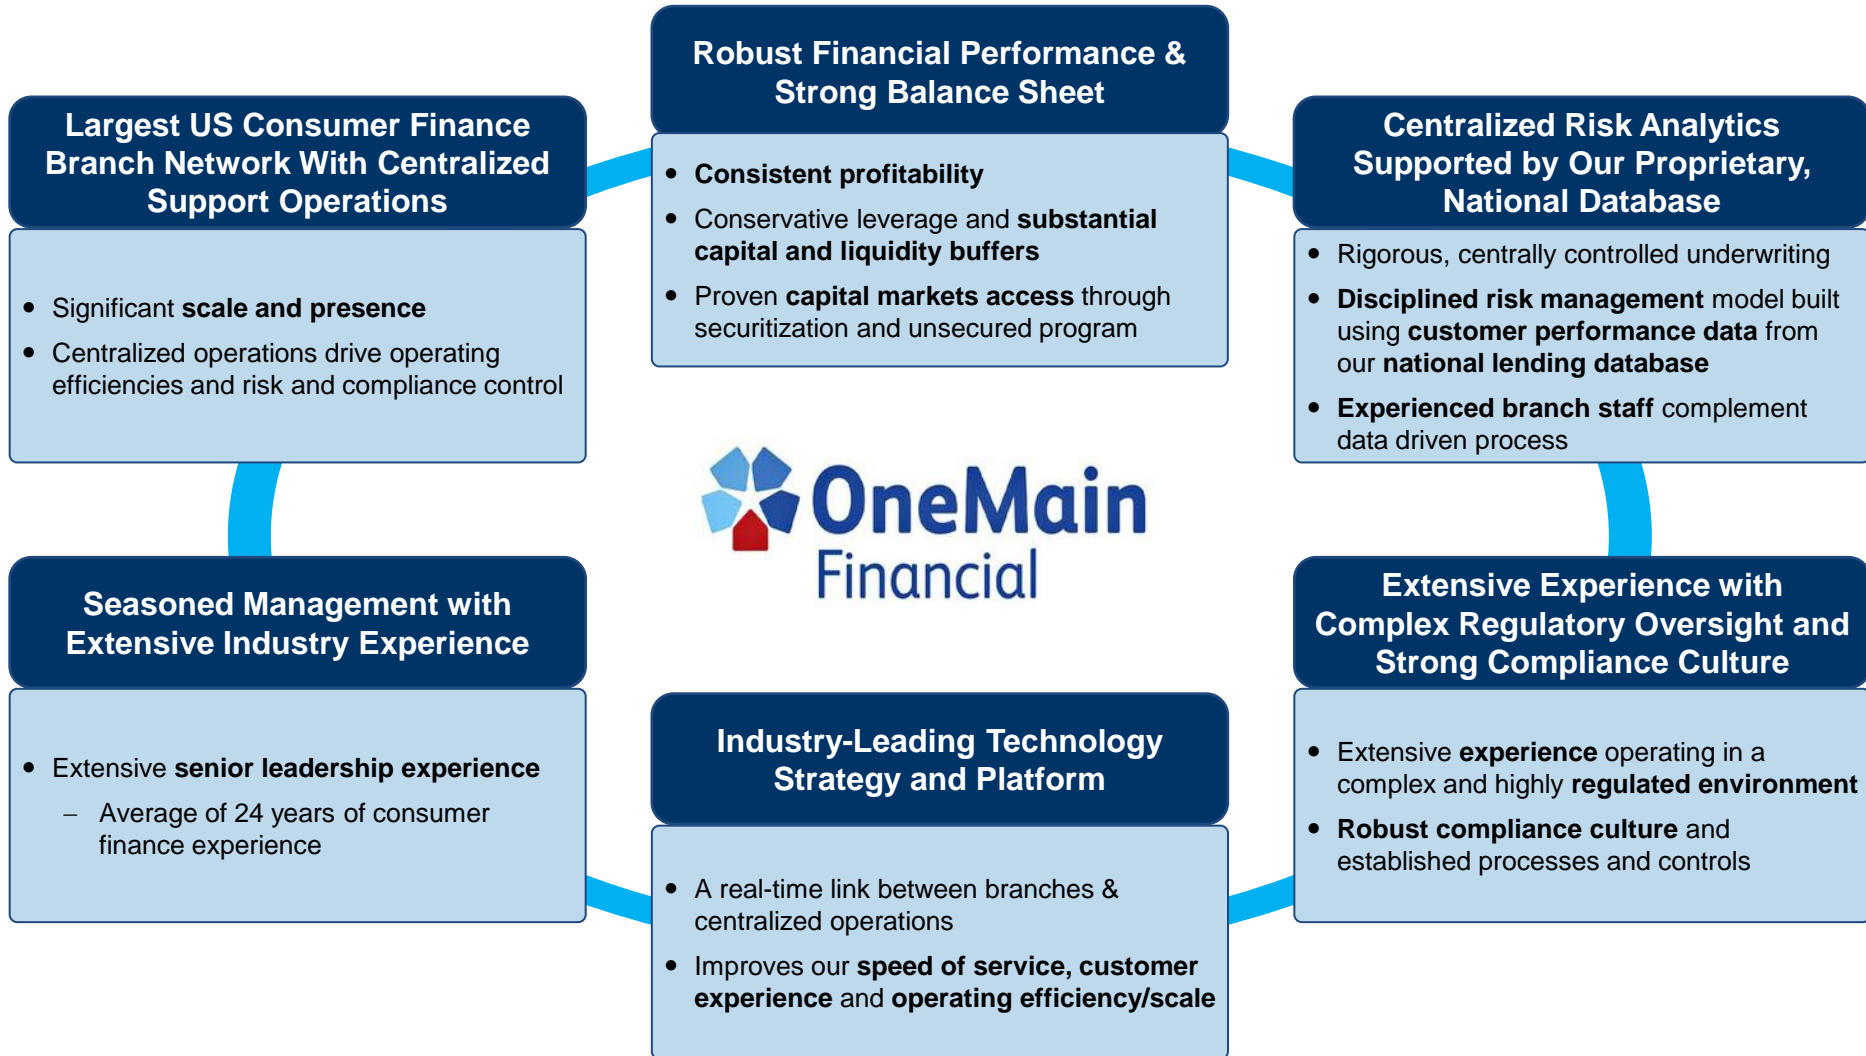 Robust Financial Performance &
Strong Balance Sheet
• Consistent profitability
• Conservative leverage and substantial
capital and liquidity buffers
• Proven capital markets access through
securitization and unsecured program
Largest US Consumer Finance
Branch Network With Centralized
Support Operations
• Significant scale and presence
• Centralized operations drive operating
efficiencies and risk and compliance control
Centralized Risk Analytics
Supported by Our Proprietary,
National Database
• Rigorous, centrally controlled underwriting
• Disciplined risk management model built
using customer performance data from
our national lending database
• Experienced branch staff complement
data driven process
OneMain
Financial
Seasoned Management with
Extensive Industry Experience
• Extensive senior leadership experience
– Average of 24 years of consumer
finance experience
Industry-Leading Technology
Strategy and Platform
• A real-time link between branches &
centralized operations
• Improves our speed of service, customer
experience and operating efficiency/scale
Extensive Experience with
Complex Regulatory Oversight and
Strong Compliance Culture
• Extensive experience operating in a
complex and highly regulated environment
• Robust compliance culture and
established processes and controls